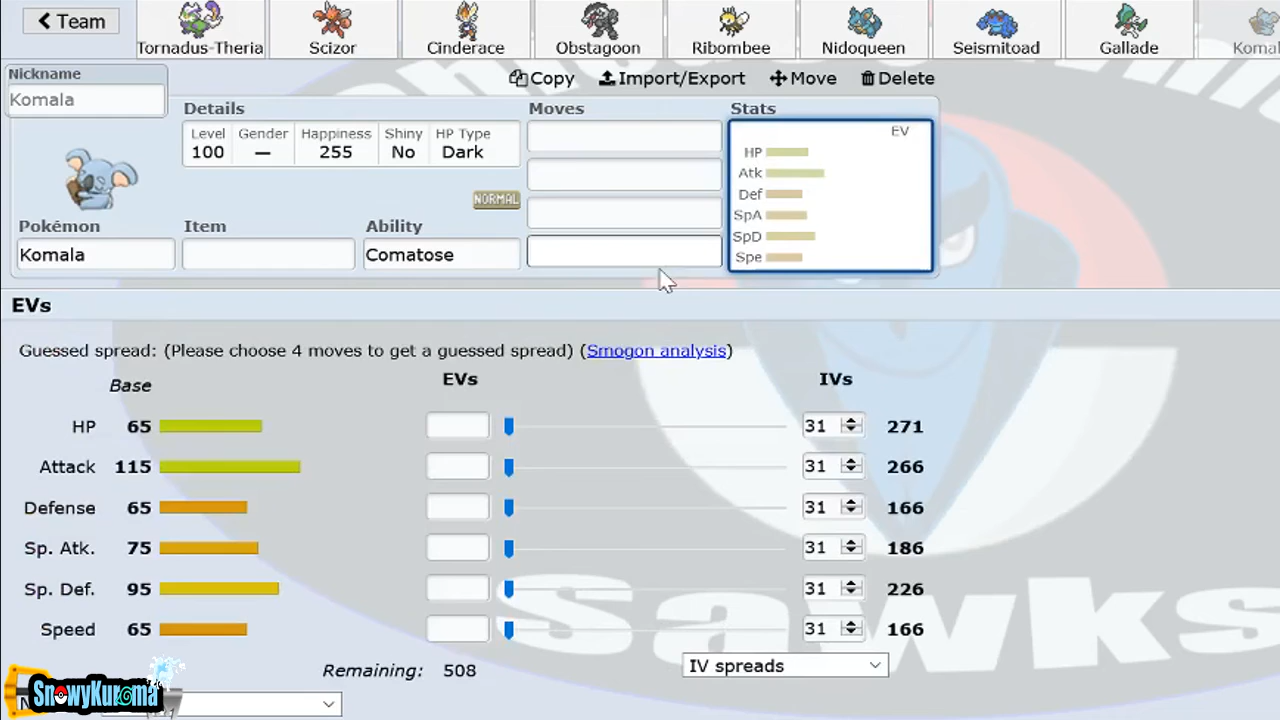 Team
Tornadus-Theria
Scizor
Cinderace
Obstagoon
Ribombee
Nidoqueen
Seismitoad
Gallade
Komal
Nickname
Komala
Copy
Import/Export
Move
Delete
Details
Level
100
Gender
—
Happiness
255
Shiny
No
HP Type
Dark
NORMAL
Pokémon
Komala
Item
Ability
Comatose
Moves
Stats
EV
HP
Atk
Def
SpA
SpD
Spe
EVs
Guessed spread: (Please choose 4 moves to get a guessed spread) (Smogon analysis)
Base EVs IVs
HP 65 31 271
Attack 115 31 266
Defense 65 31 166
Sp. Atk. 75 31 186
Sp. Def. 95 31 226
Speed 65 31 166
Remaining: 508
IV spreads
Sawks
SnowyKuroma